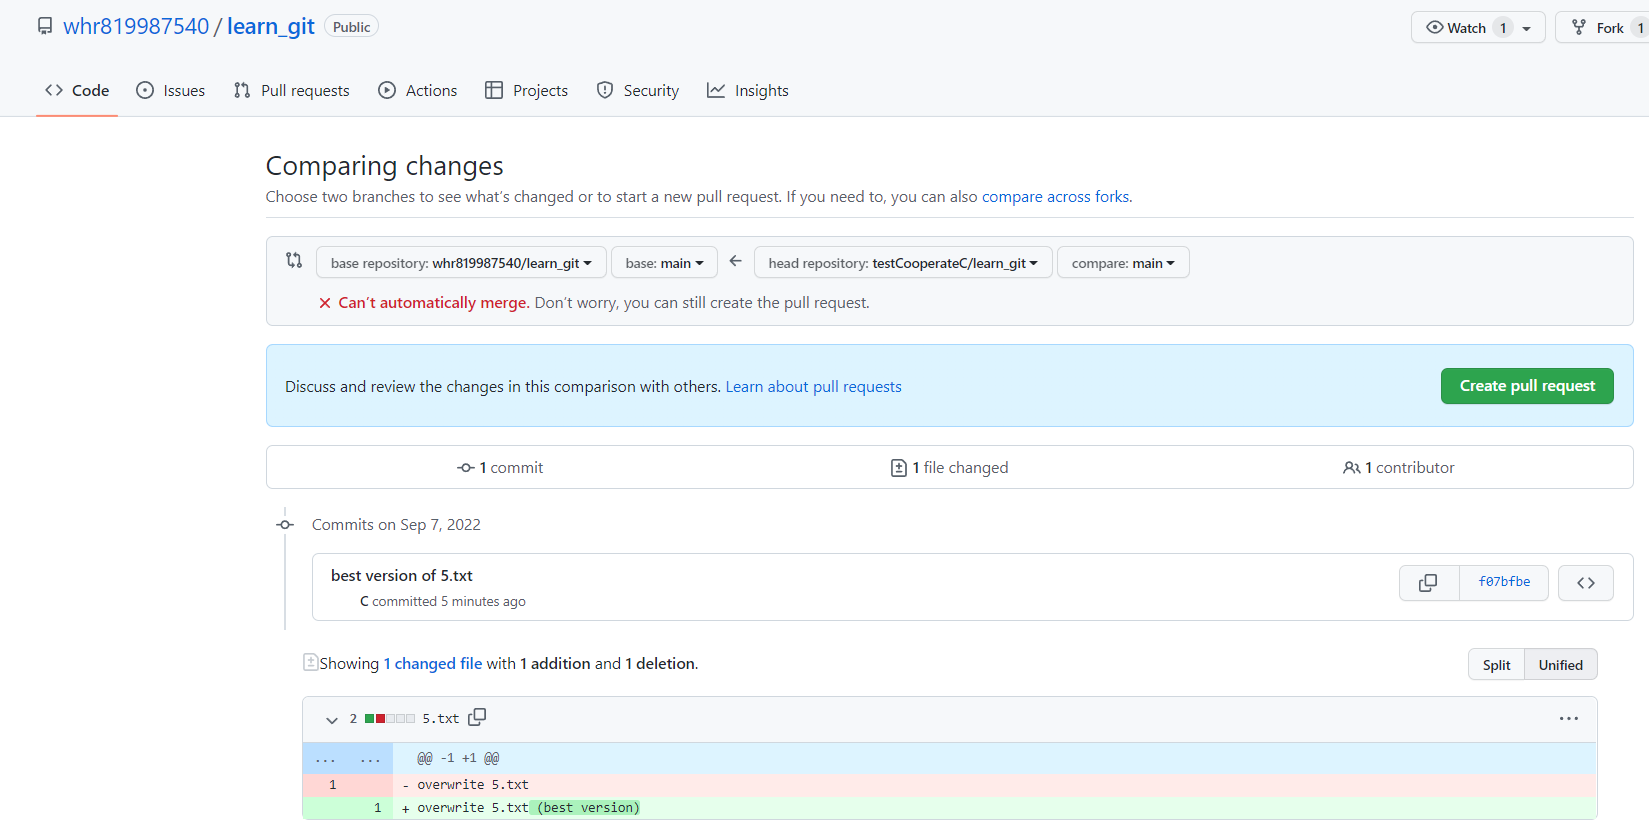 whr819987540 / learn_git Public Watch 1 Fork 1
Code Issues Pull requests Actions Projects Security Insights
Comparing changes
Choose two branches to see what's changed or to start a new pull request. If you need to, you can also compare across forks.
base repository: whr819987540/learn_git base: main ← head repository: testCooperateC/learn_git compare: main
✕ Can't automatically merge. Don't worry, you can still create the pull request.
Discuss and review the changes in this comparison with others. Learn about pull requests Create pull request
1 commit 1 file changed 1 contributor
Commits on Sep 7, 2022
best version of 5.txt
f07bfbe <>
C committed 5 minutes ago
Showing 1 changed file with 1 addition and 1 deletion. Split Unified
2 5.txt ...
... ... @@ -1 +1 @@
1 - overwrite 5.txt
1 + overwrite 5.txt (best version)